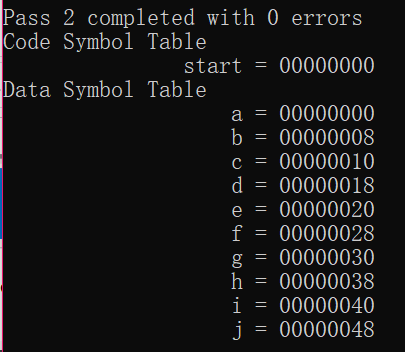 Pass 2 completed with 0 errors
Code Symbol Table
start = 00000000
Data Symbol Table
a = 00000000
b = 00000008
c = 00000010
d = 00000018
e = 00000020
f = 00000028
g = 00000030
h = 00000038
i = 00000040
j = 00000048